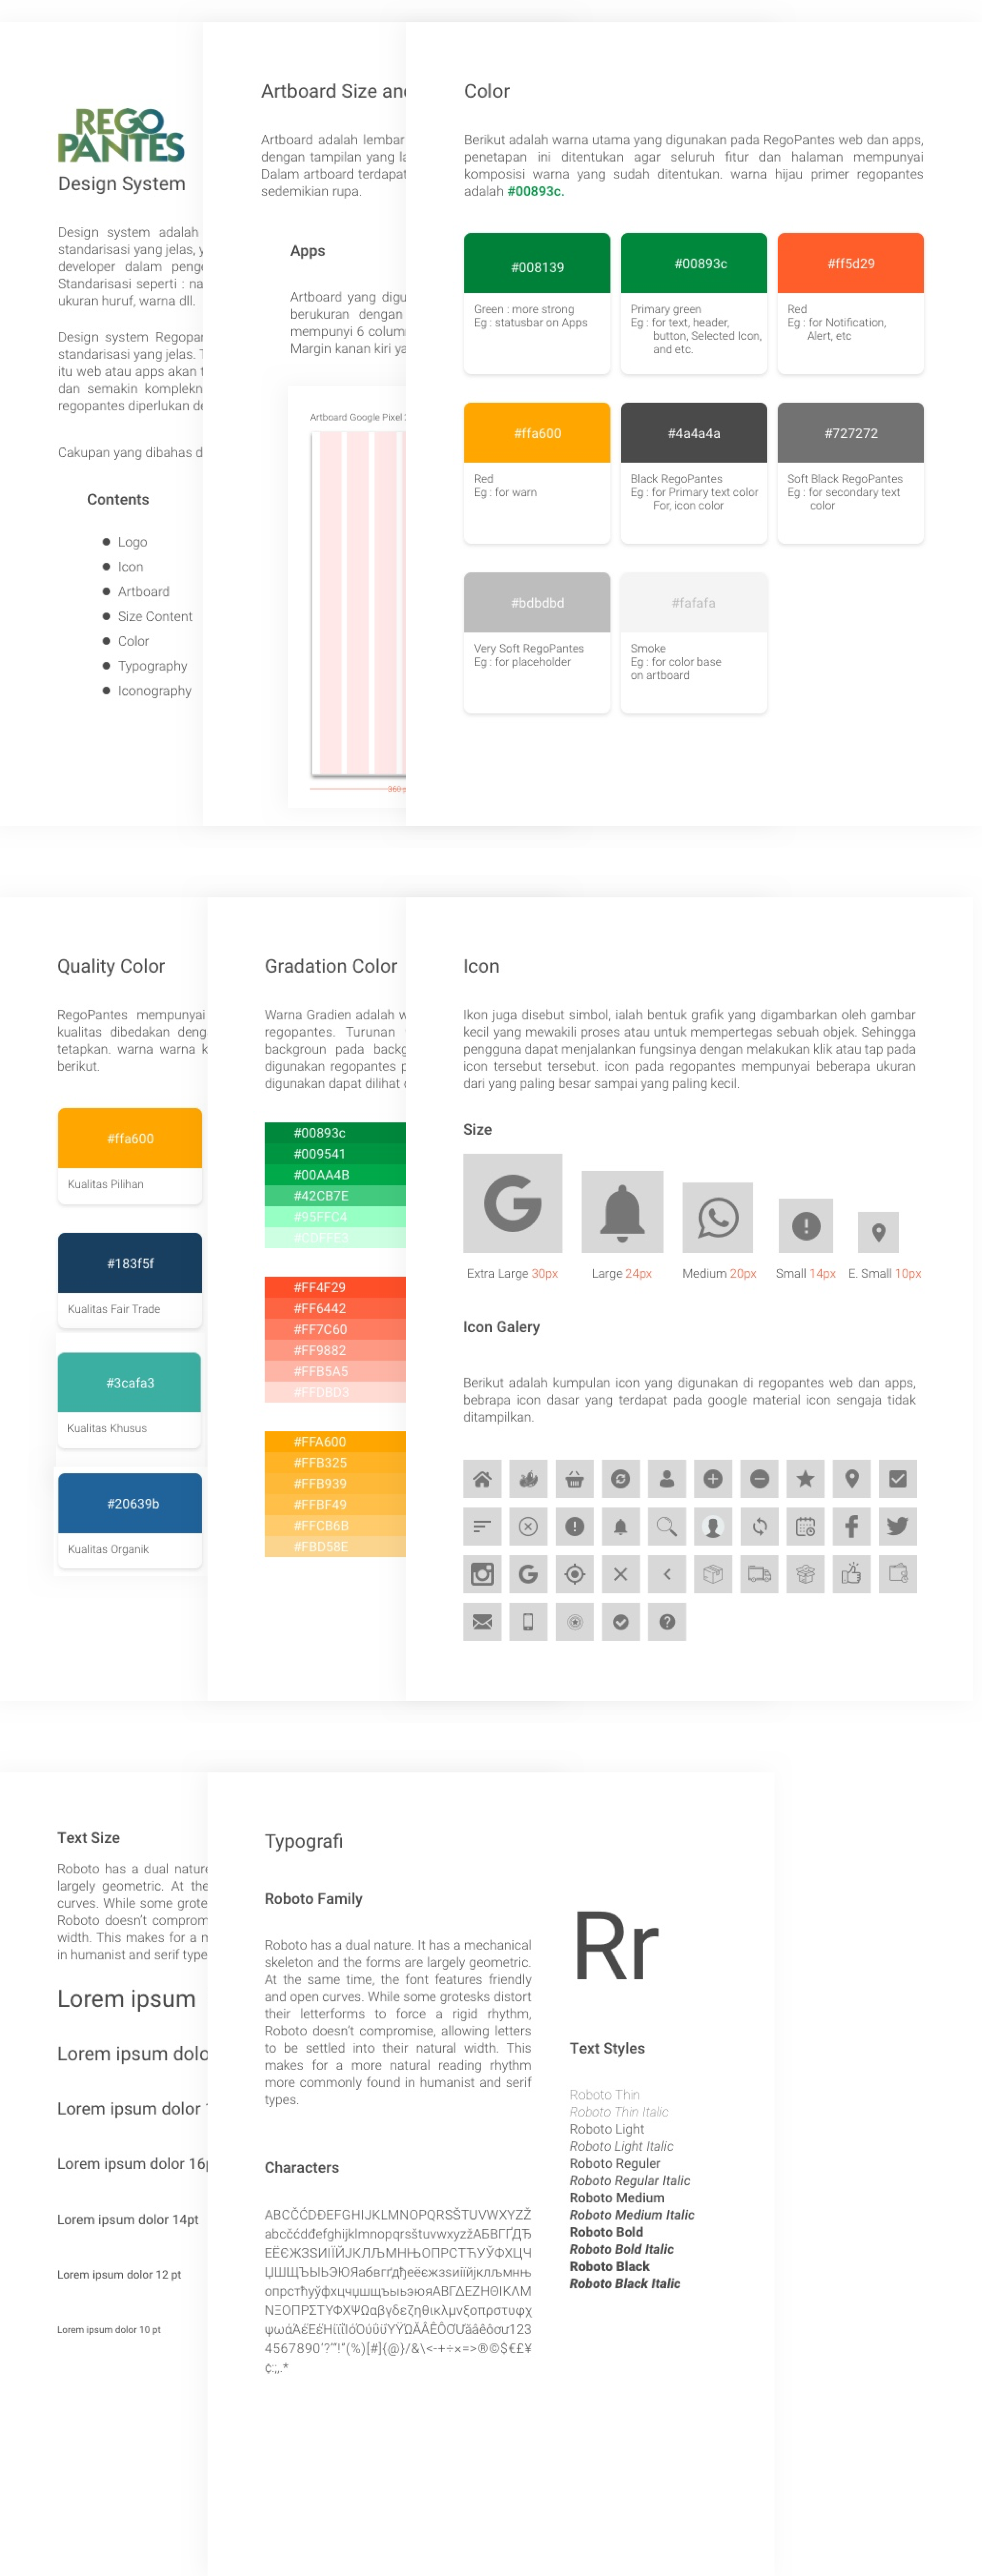 REGO
PANTES
Design System
Design system adalah
standarisasi yang jelas, y
developer dalam peng
Standarisasi seperti : na
ukuran huruf, warna dll.
Design system Regopar
standarisasi yang jelas. T
itu web atau apps akan t
dan semakin komplekn
regopantes diperlukan de
Cakupan yang dibahas d
Contents
Logo
Icon
Artboard
Size Content
Color
Typography
Iconography
Artboard Size and
Artboard adalah lembar
dengan tampilan yang la
Dalam artboard terdapat
sedemikian rupa.
Apps
Artboard yang digu
berukuran dengan
mempunyi 6 column
Margin kanan kiri ya
Artboard Google Pixel 2
360 p
Color
Berikut adalah warna utama yang digunakan pada RegoPantes web dan apps,
penetapan ini ditentukan agar seluruh fitur dan halaman mempunyai
komposisi warna yang sudah ditentukan. warna hijau primer regopantes
adalah #00893c.
#008139
Green : more strong
Eg : statusbar on Apps
#00893c
Primary green
Eg : for text, header,
button, Selected Icon,
and etc.
#ff5d29
Red
Eg : for Notification,
Alert, etc
#ffa600
Red
Eg : for warn
#4a4a4a
Black RegoPantes
Eg : for Primary text color
For, icon color
#727272
Soft Black RegoPantes
Eg : for secondary text
color
#bdbdbd
Very Soft RegoPantes
Eg : for placeholder
#fafafa
Smoke
Eg : for color base
on artboard
Quality Color
RegoPantes mempunyai
kualitas dibedakan deng
tetapkan. warna warna k
berikut.
#ffa600
Kualitas Pilihan
#183f5f
Kualitas Fair Trade
#3cafa3
Kualitas Khusus
#20639b
Kualitas Organik
Gradation Color
Warna Gradien adalah w
regopantes. Turunan
backgroun pada backg
digunakan regopantes p
digunakan dapat dilihat d
#00893c
#009541
#00AA4B
#42CB7E
#95FFC4
#CDFFE3
#FF4F29
#FF6442
#FF7C60
#FF9882
#FFB5A5
#FFDBD3
#FFA600
#FFB325
#FFB939
#FFBF49
#FFCB6B
#FBD58E
Icon
Ikon juga disebut simbol, ialah bentuk grafik yang digambarkan oleh gambar
kecil yang mewakili proses atau untuk mempertegas sebuah objek. Sehingga
pengguna dapat menjalankan fungsinya dengan melakukan klik atau tap pada
icon tersebut tersebut. icon pada regopantes mempunyai beberapa ukuran
dari yang paling besar sampai yang paling kecil.
Size
Extra Large 30px
Large 24px
Medium 20px
Small 14px
E. Small 10px
Icon Galery
Berikut adalah kumpulan icon yang digunakan di regopantes web dan apps,
bebrapa icon dasar yang terdapat pada google material icon sengaja tidak
ditampilkan.
Text Size
Roboto has a dual nature
largely geometric. At the
curves. While some grote
Roboto doesn't comprom
width. This makes for a m
in humanist and serif type
Lorem ipsum
Lorem ipsum dolo
Lorem ipsum dolor 1
Lorem ipsum dolor 16p
Lorem ipsum dolor 14pt
Lorem ipsum dolor 12 pt
Lorem ipsum dolor 10 pt
Typografi
Roboto Family
Roboto has a dual nature. It has a mechanical
skeleton and the forms are largely geometric.
At the same time, the font features friendly
and open curves. While some grotesks distort
their letterforms to force a rigid rhythm,
Roboto doesn't compromise, allowing letters
to be settled into their natural width. This
makes for a more natural reading rhythm
more commonly found in humanist and serif
types.
Characters
ABCČĆDĐEFGHIJKLMNOPQRSŠTUVWXYZŽ
abcčćdđefghijklmnopqrsštuvwxyzžАБВГҐДЂ
ЕЁЄЖЗЅИІЇЙЈКЛЉМНЊОПРСТЋУЎФХЦЧ
ЏШЩЪЫЬЭЮЯабвгґдђеёєжзѕиіїйјклљмнњ
опрстћуўфхцчџшщъыьэюяΑΒΓΔΕΖΗΘΙΚΛΜ
ΝΞΟΠΡΣΤΥΦΧΨΩαβγδεζηθικλμνξοπρστυφχ
ψωάΆέΈέΉίϊΐΊόΌύΰϋΎΫΏĂÂÊÔƠƯăâêôơư123
4567890'?'"!"(%)[#]{@}/&\<-+÷×=>®©$€£¥
¢:;,.*
Rr
Text Styles
Roboto Thin
Roboto Thin Italic
Roboto Light
Roboto Light Italic
Roboto Reguler
Roboto Regular Italic
Roboto Medium
Roboto Medium Italic
Roboto Bold
Roboto Bold Italic
Roboto Black
Roboto Black Italic